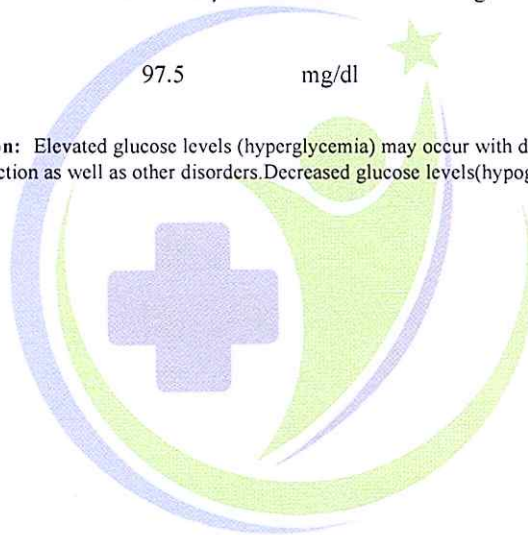 97.5 mg/dl
n: Elevated glucose levels (hyperglycemia) may occur with d
ction as well as other disorders.Decreased glucose levels(hypog